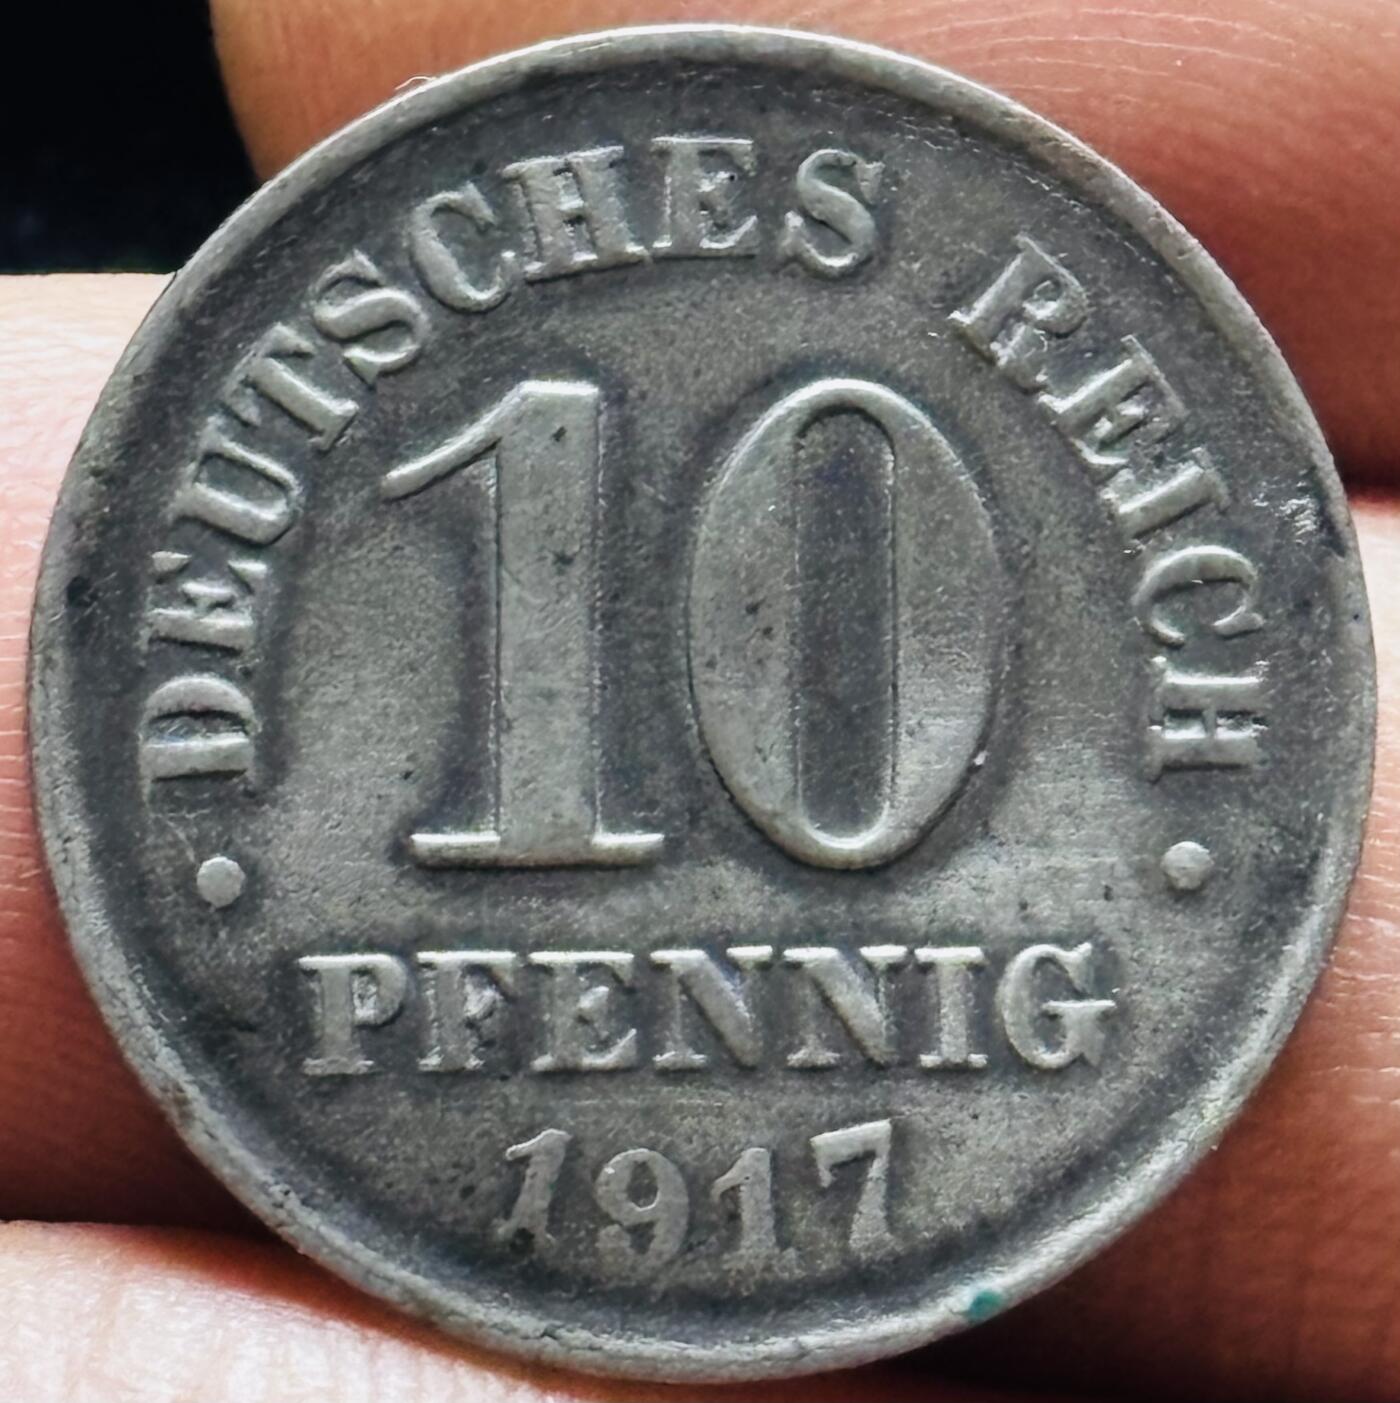 • DEUTSCHES REICH •
10
PFENNIG
1917